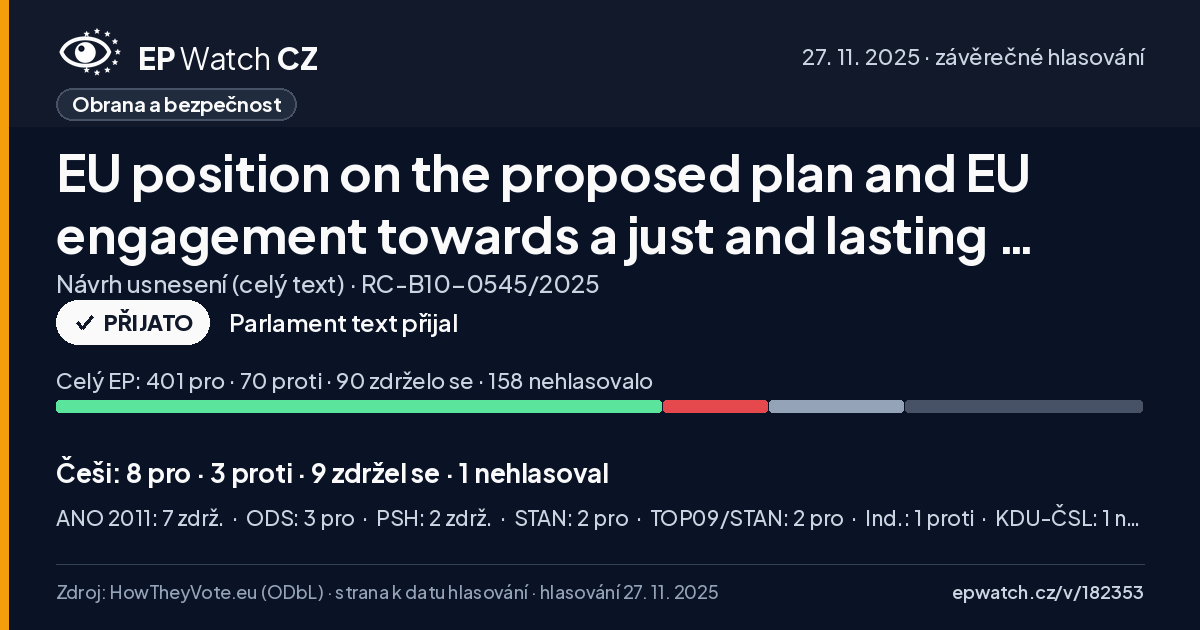 EP Watch CZ
27. 11. 2025 · závěrečné hlasování
Obrana a bezpečnost
EU position on the proposed plan and EU
engagement towards a just and lasting ...
Návrh usnesení (celý text) · RC-B10-0545/2025
✓ PŘIJATO Parlament text přijal
Celý EP: 401 pro · 70 proti · 90 zdrželo se · 158 nehlasovalo
Češi: 8 pro · 3 proti · 9 zdržel se · 1 nehlasoval
ANO 2011: 7 zdrž. · ODS: 3 pro · PSH: 2 zdrž. · STAN: 2 pro · TOP09/STAN: 2 pro · Ind.: 1 proti · KDU-ČSL: 1 n...
Zdroj: HowTheyVote.eu (ODbL) · strana k datu hlasování · hlasování 27. 11. 2025
epwatch.cz/v/182353